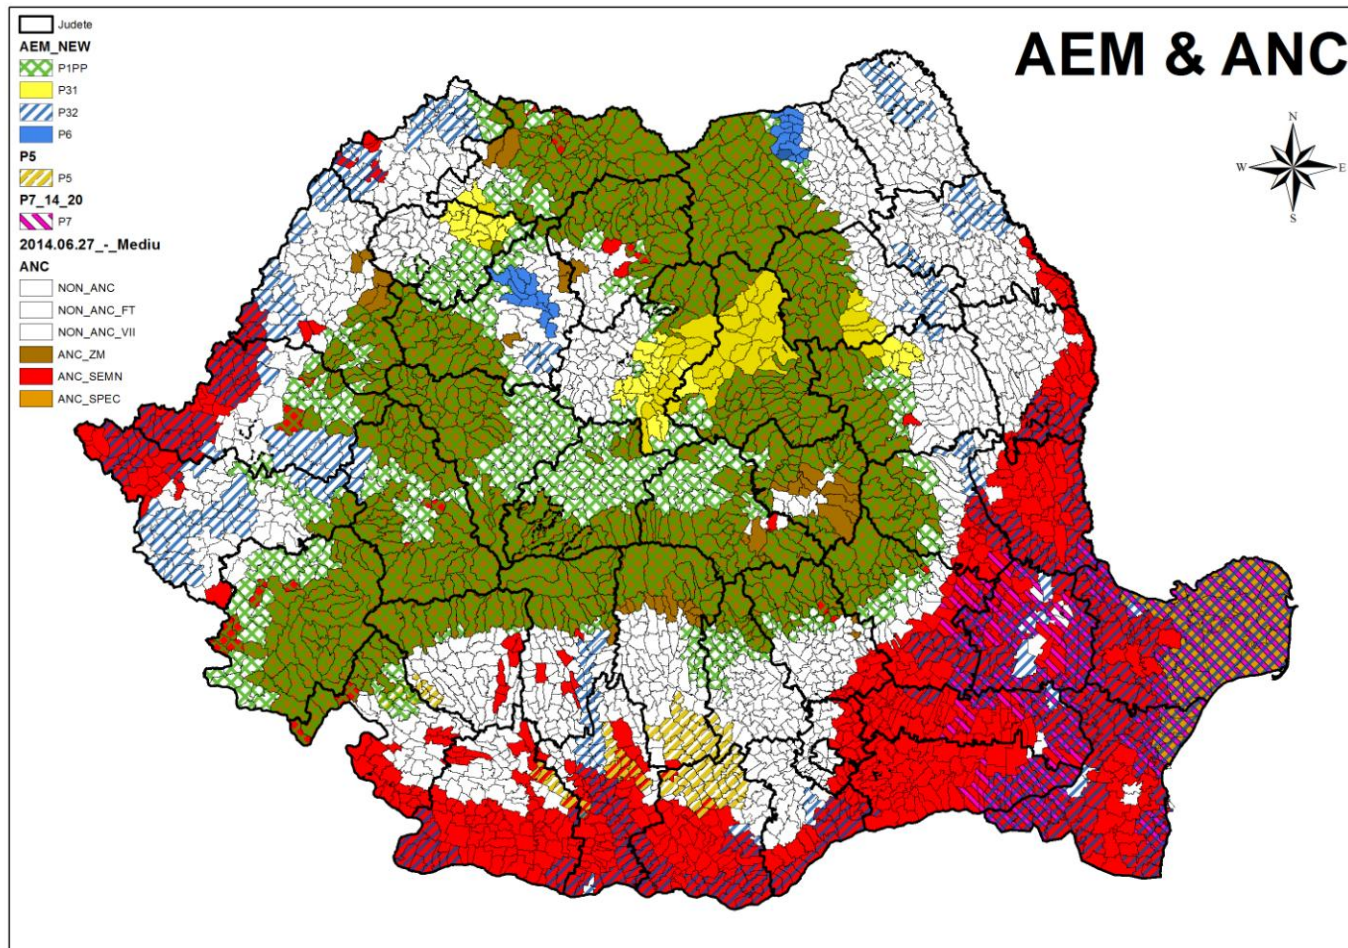 Judete
AEM_NEW
P1PP
P31
P32
P6
P5
P5
P7_14_20
P7
2014.06.27_-_Mediu
ANC
NON_ANC
NON_ANC_FT
NON_ANC_VII
ANC_ZM
ANC_SEMN
ANC_SPEC
AEM & ANC
N
W E
S